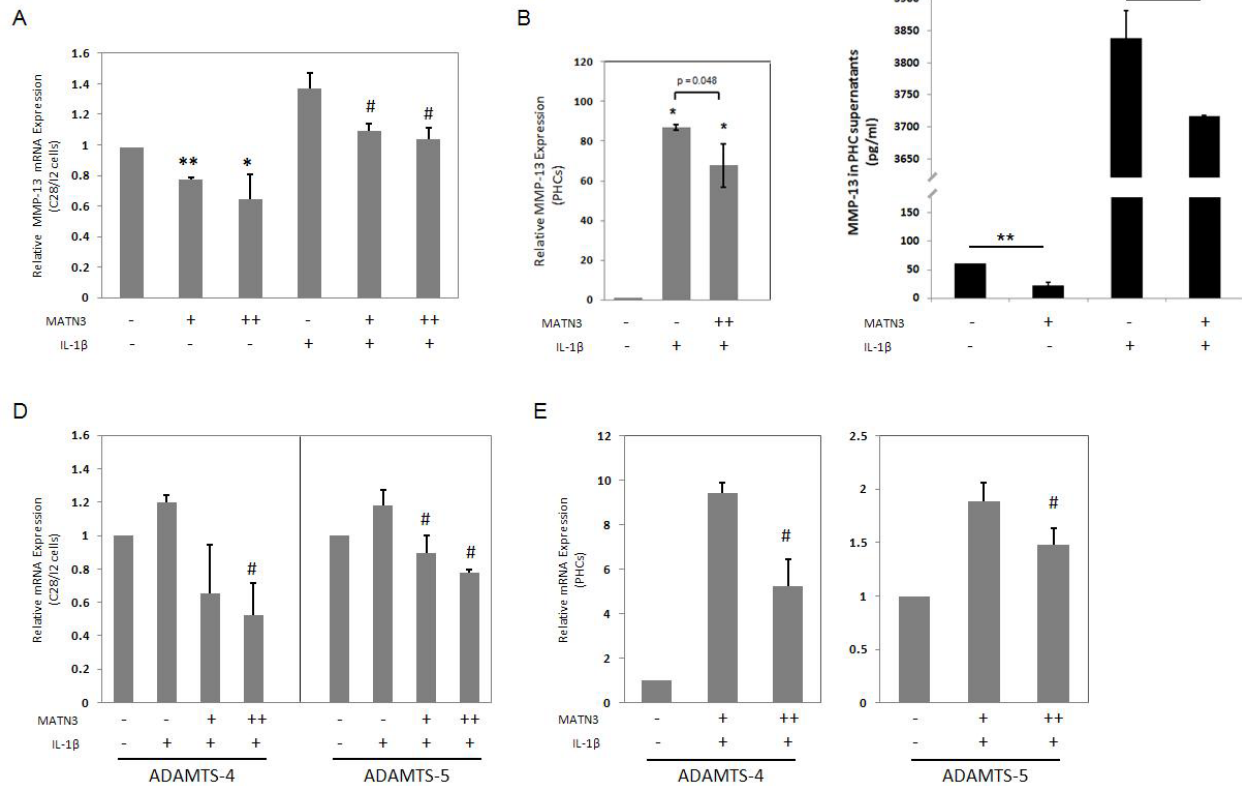 A
Relative MMP-13 mRNA Expression
(C28/I2 cells)
1.6
1.4
1.2
1
0.8
0.6
0.4
0.2
0
** * # #
MATN3 - + ++ - + ++
IL-1β - - - + + +
B
Relative MMP-13 Expression
(PHCs)
120
100
80
60
40
20
0
p = 0.048
* *
MATN3 - - ++
IL-1β - + +
MMP-13 in PHC supernatants
(pg/ml)
3900
3850
3800
3750
3700
3650
150
100
50
0
**
MATN3 - + - +
IL-1β - - + +
D
Relative mRNA Expression
(C28/I2 cells)
1.6
1.4
1.2
1
0.8
0.6
0.4
0.2
0
# # #
MATN3 - - + ++ - - + ++
IL-1β - + + + - + + +
ADAMTS-4 ADAMTS-5
E
Relative mRNA Expression
(PHCs)
12
10
8
6
4
2
0
#
2.5
2
1.5
1
0.5
0
#
MATN3 - + ++ - + ++
IL-1β - + + - + +
ADAMTS-4 ADAMTS-5